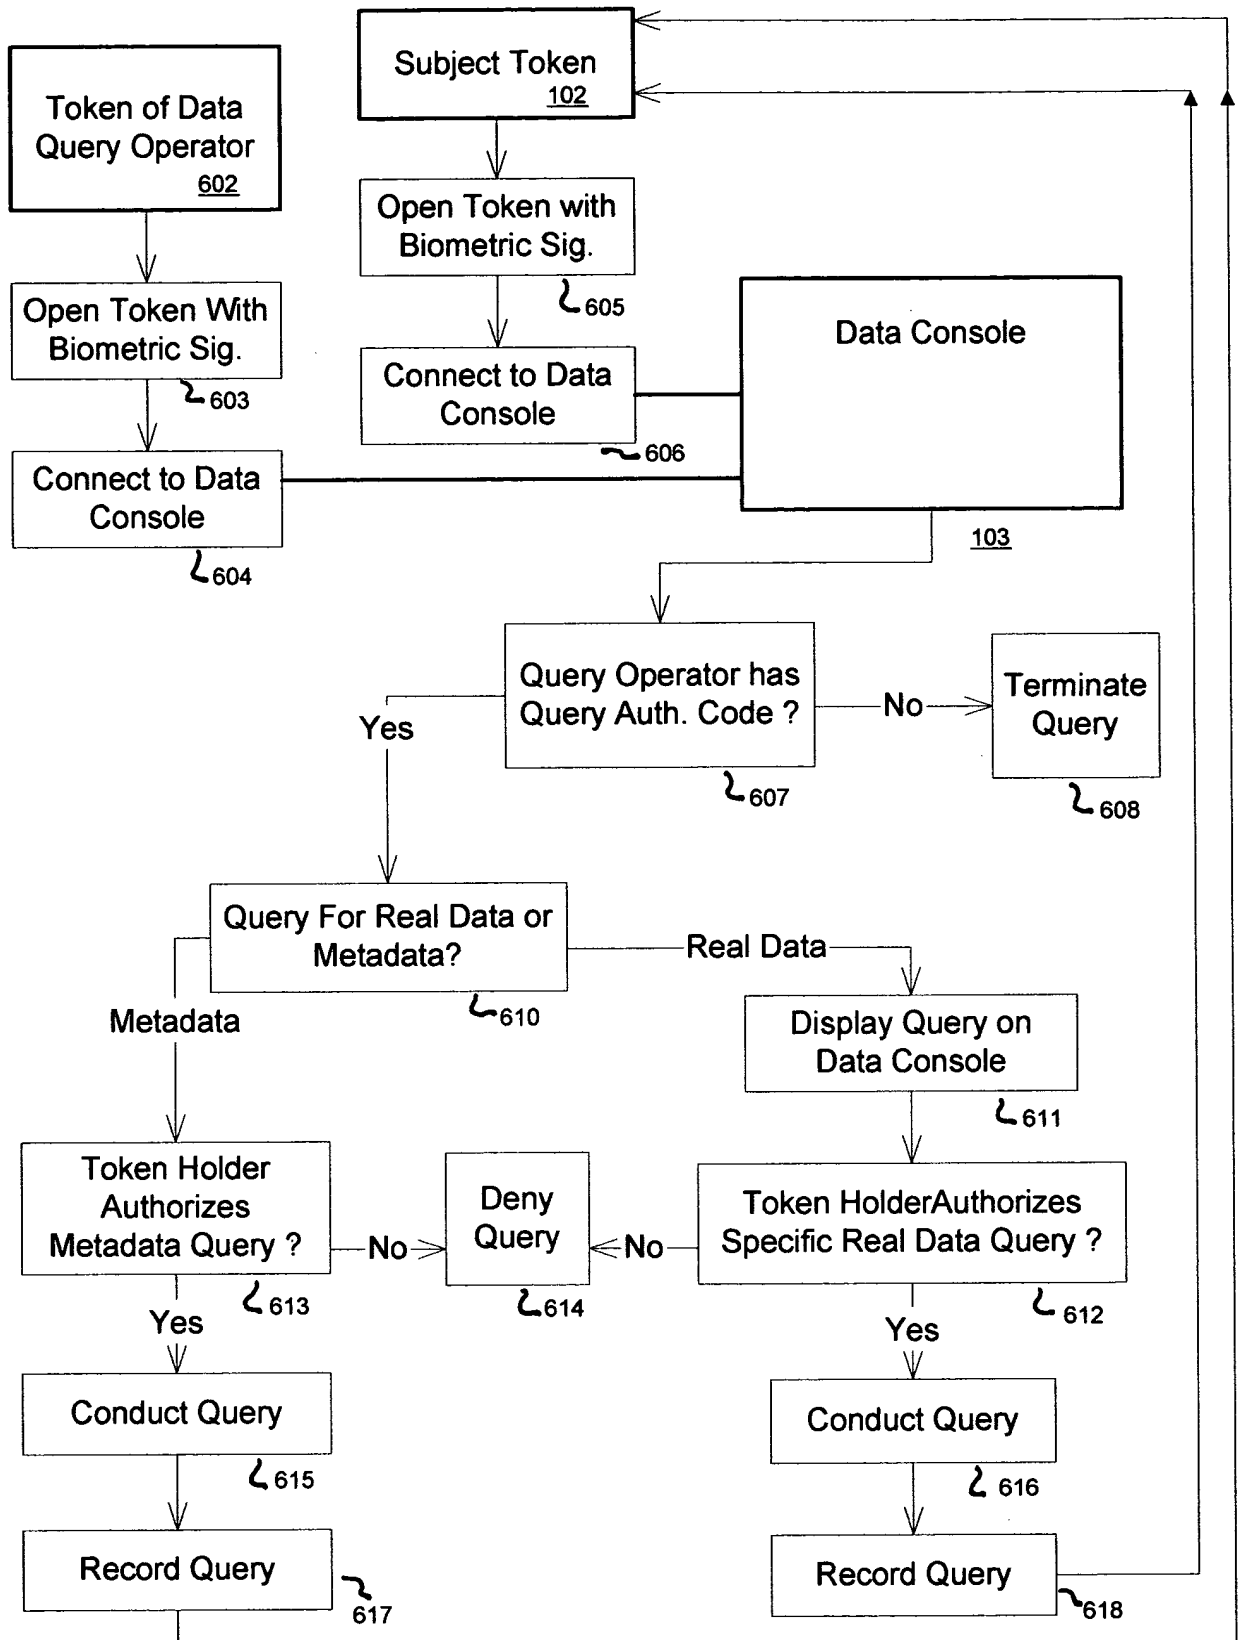 Token of Data
Query Operator
602
Subject Token
102
Open Token With
Biometric Sig.
603
Open Token with
Biometric Sig.
605
Connect to Data
Console
604
Connect to Data
Console
606
Data Console
103
Query Operator has
Query Auth. Code ?
607
No
Terminate
Query
608
Yes
Query For Real Data or
Metadata?
610
Metadata
Real Data
Display Query on
Data Console
611
Token Holder
Authorizes
Metadata Query ?
613
No
Deny
Query
614
No
Token HolderAuthorizes
Specific Real Data Query ?
612
Yes
Yes
Conduct Query
615
Conduct Query
616
Record Query
617
Record Query
618